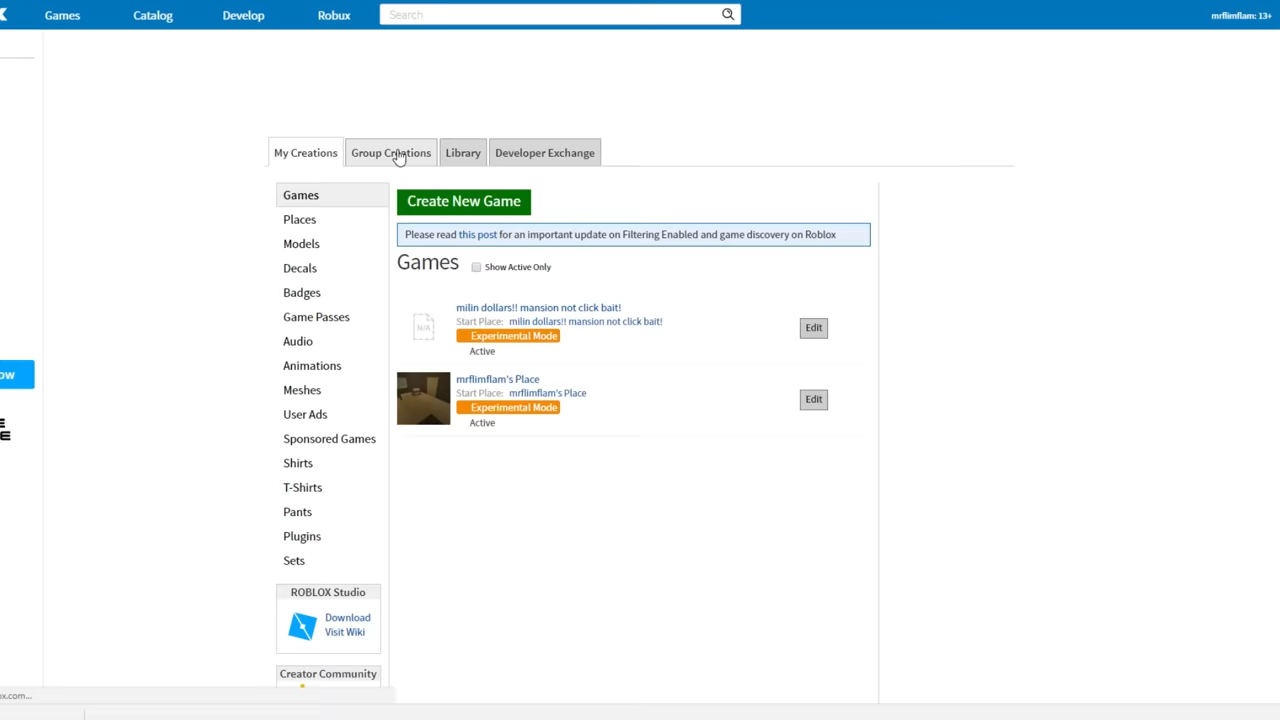 Games Catalog Develop Robux Search mrflimflam: 13+
My Creations Group Creations Library Developer Exchange
Games
Places
Models
Decals
Badges
Game Passes
Audio
Animations
Meshes
User Ads
Sponsored Games
Shirts
T-Shirts
Pants
Plugins
Sets
ROBLOX Studio
Download
Visit Wiki
Creator Community
Create New Game
Please read this post for an important update on Filtering Enabled and game discovery on Roblox
Games Show Active Only
N/A
milin dollars!! mansion not click bait!
Start Place: milin dollars!! mansion not click bait!
Experimental Mode
Active
Edit
mrflimflam's Place
Start Place: mrflimflam's Place
Experimental Mode
Active
Edit
ow
ox.com...